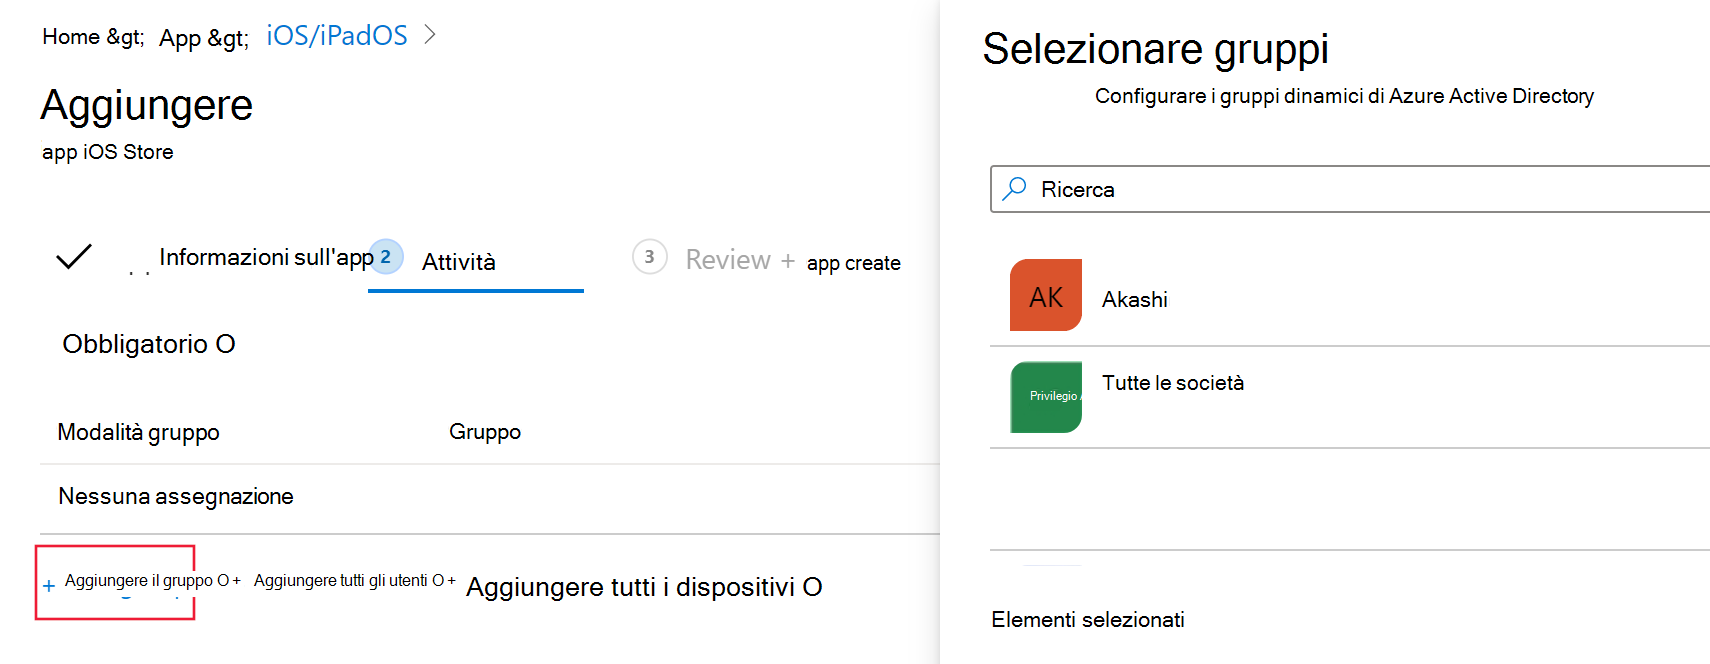 Home &gt; App &gt; iOS/iPadOS
Aggiungere
app iOS Store
Informazioni sull'app 2 Attività 3 Review + app create
Obbligatorio O
Modalità gruppo Gruppo
Nessuna assegnazione
+ Aggiungere il gruppo O + Aggiungere tutti gli utenti O + Aggiungere tutti i dispositivi O
Selezionare gruppi
Configurare i gruppi dinamici di Azure Active Directory
Ricerca
AK Akashi
Tutte le società
Privilegio
Elementi selezionati